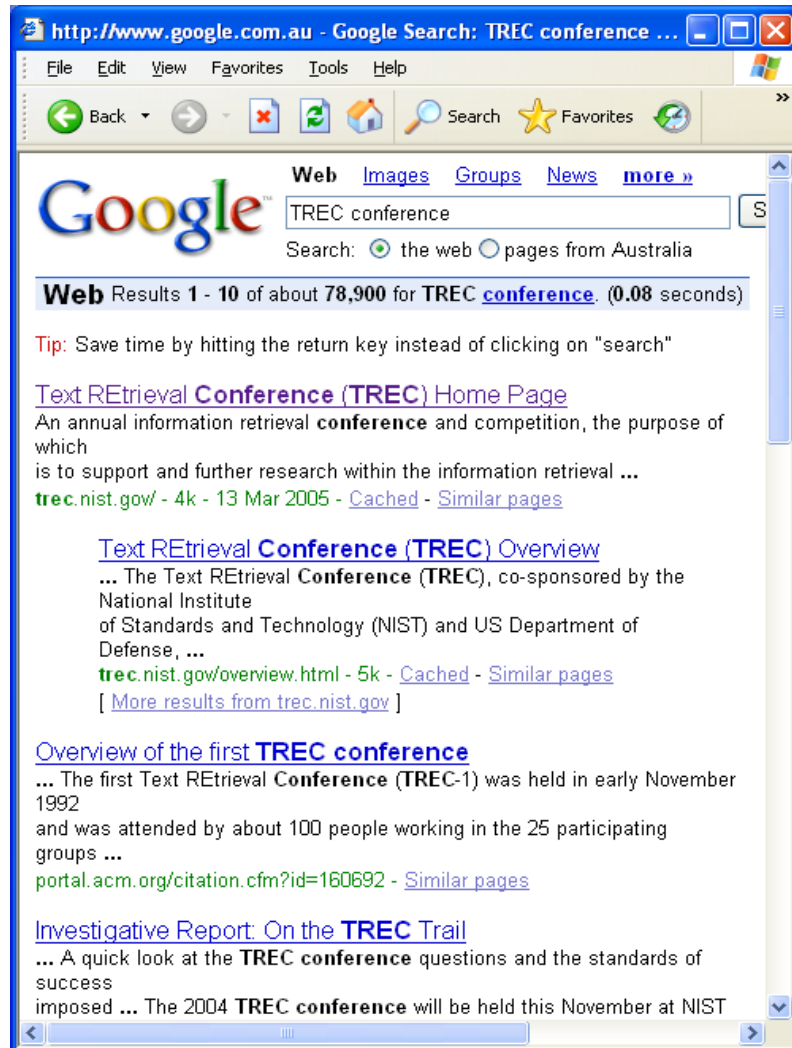 http://www.google.com.au - Google Search: TREC conference ...
File Edit View Favorites Tools Help
Back Search Favorites »
Web Images Groups News more »
Google™
TREC conference S
Search: the web pages from Australia
Web Results 1 - 10 of about 78,900 for TREC conference. (0.08 seconds)
Tip: Save time by hitting the return key instead of clicking on "search"
Text REtrieval Conference (TREC) Home Page
An annual information retrieval conference and competition, the purpose of
which
is to support and further research within the information retrieval ...
trec.nist.gov/ - 4k - 13 Mar 2005 - Cached - Similar pages
Text REtrieval Conference (TREC) Overview
... The Text REtrieval Conference (TREC), co-sponsored by the
National Institute
of Standards and Technology (NIST) and US Department of
Defense, ...
trec.nist.gov/overview.html - 5k - Cached - Similar pages
[ More results from trec.nist.gov ]
Overview of the first TREC conference
... The first Text REtrieval Conference (TREC-1) was held in early November
1992
and was attended by about 100 people working in the 25 participating
groups ...
portal.acm.org/citation.cfm?id=160692 - Similar pages
Investigative Report: On the TREC Trail
... A quick look at the TREC conference questions and the standards of
success
imposed ... The 2004 TREC conference will be held this November at NIST